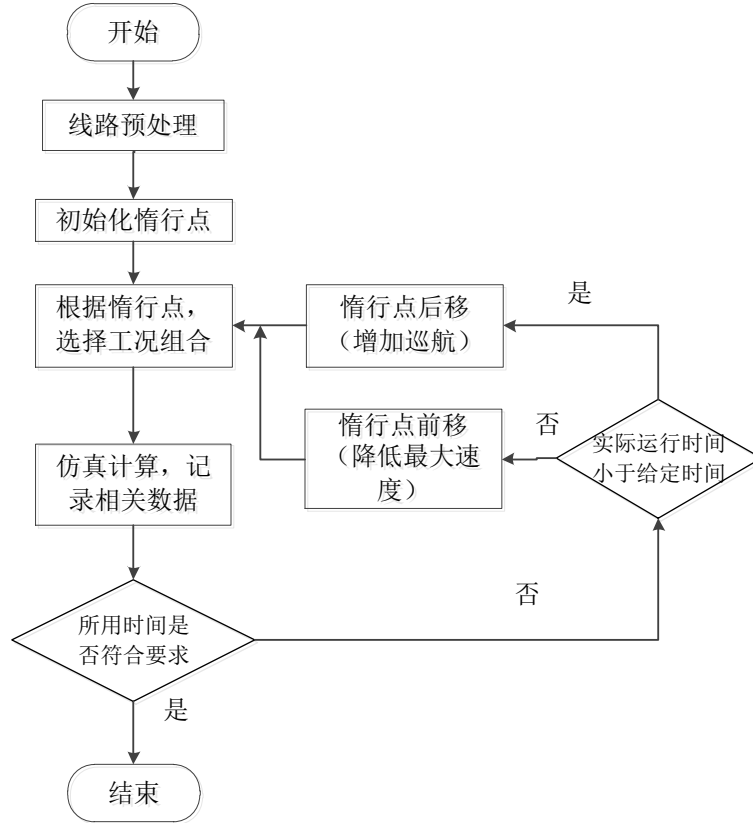 开始
线路预处理
初始化惰行点
根据惰行点，
选择工况组合
惰行点后移
（增加巡航）
是
惰行点前移
（降低最大速
度）
否
实际运行时间
小于给定时间
仿真计算，记
录相关数据
否
所用时间是
否符合要求
是
结束